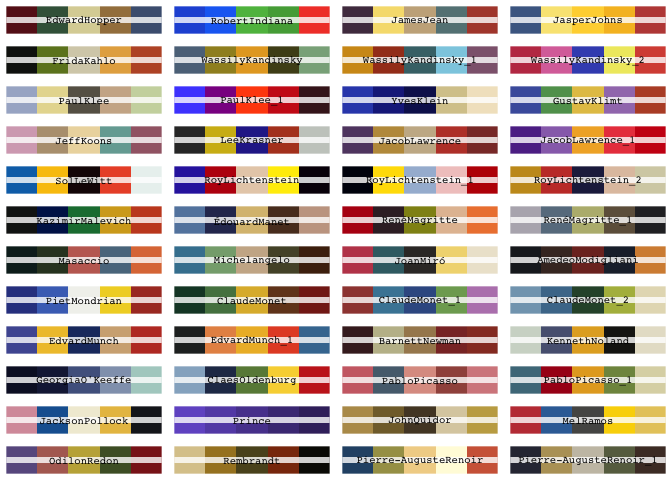 EdwardHopper
RobertIndiana
JamesJean
JasperJohns
FridaKahlo
WassilyKandinsky
WassilyKandinsky_1
WassilyKandinsky_2
PaulKlee
PaulKlee_1
YvesKlein
GustavKlimt
JeffKoons
LeeKrasner
JacobLawrence
JacobLawrence_1
SolLeWitt
RoyLichtenstein
RoyLichtenstein_1
RoyLichtenstein_2
KazimirMalevich
ÉdouardManet
ReneMagritte
ReneMagritte_1
Masaccio
Michelangelo
JoanMiró
AmedeoModigliani
PietMondrian
ClaudeMonet
ClaudeMonet_1
ClaudeMonet_2
EdvardMunch
EdvardMunch_1
BarnettNewman
KennethNoland
GeorgiaO'Keeffe
ClaesOldenburg
PabloPicasso
PabloPicasso_1
JacksonPollock
Prince
JohnQuidor
MelRamos
OdilonRedon
Rembrandt
Pierre-AugusteRenoir
Pierre-AugusteRenoir_1